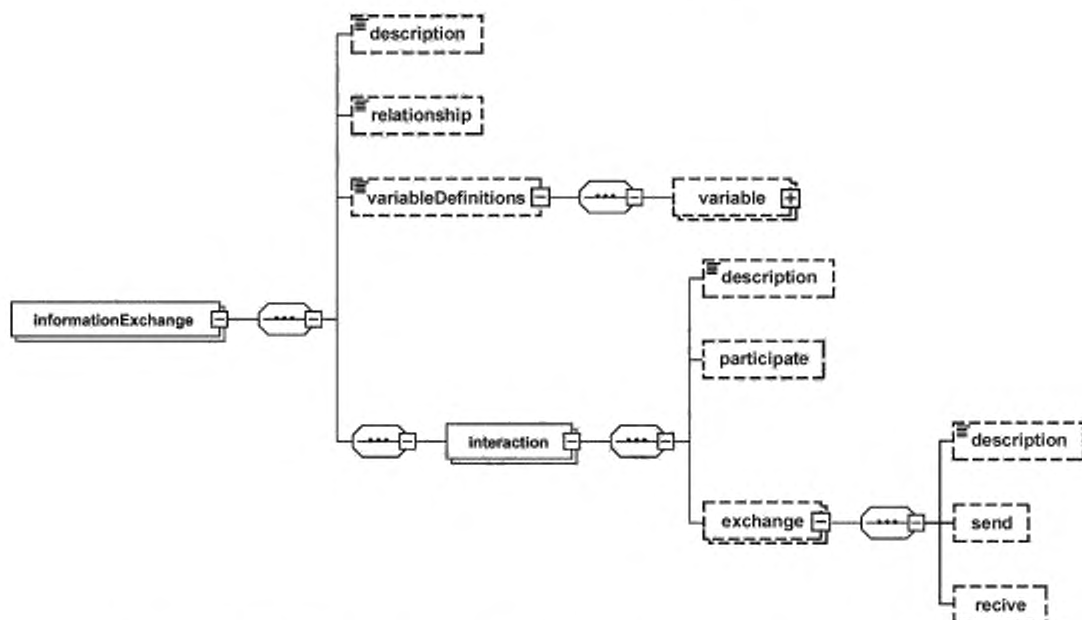 description
relationship
variableDefinitions
variable
description
informationExchange
participate
interaction
description
exchange
send
recive